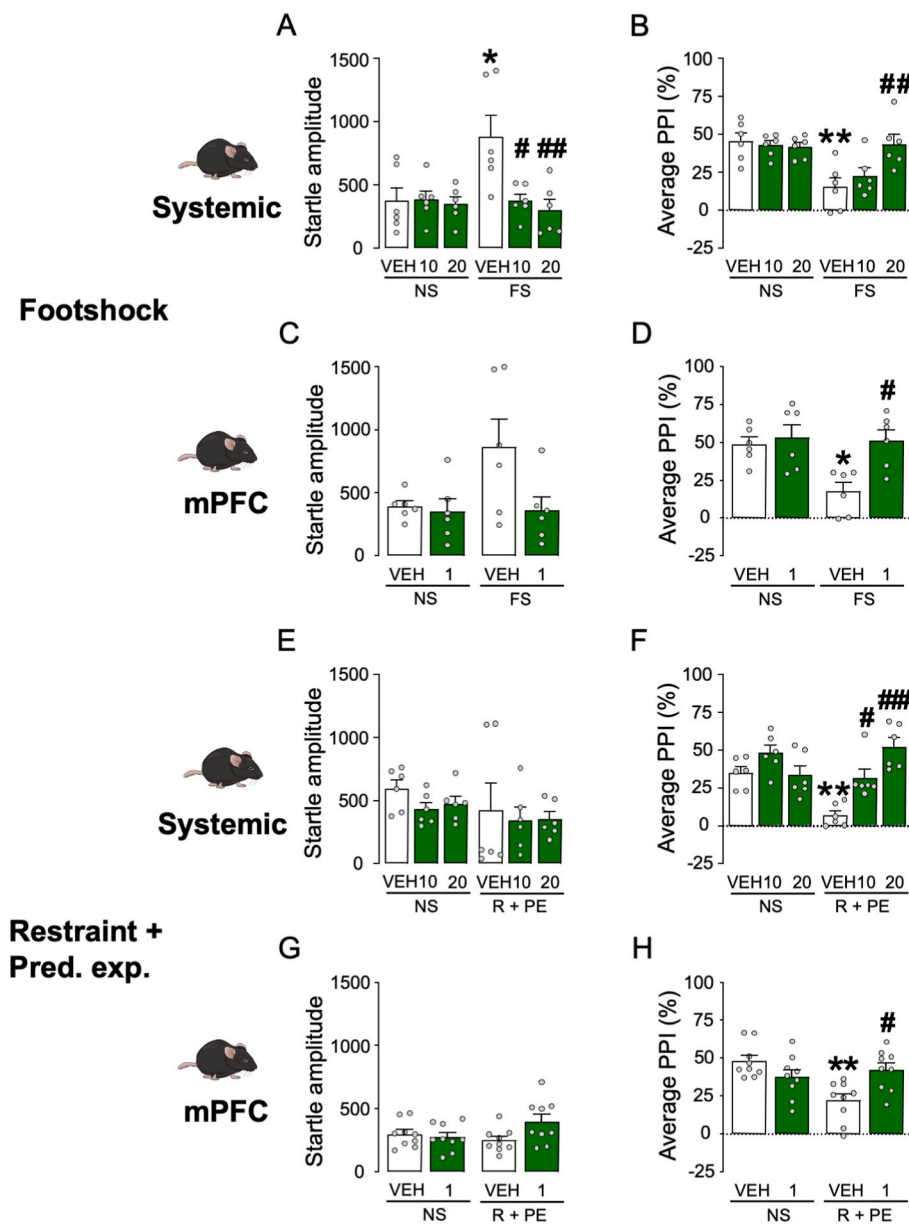 A
B
Startle amplitude
1500
1000
500
0
*
#
##
VEH 10 20
VEH 10 20
NS
FS
Average PPI (%)
100
75
50
25
0
-25
**
##
VEH 10 20
VEH 10 20
NS
FS
Systemic
Footshock
C
D
Startle amplitude
1500
1000
500
0
VEH 1
VEH 1
NS
FS
Average PPI (%)
100
75
50
25
0
-25
*
#
VEH 1
VEH 1
NS
FS
mPFC
E
F
Startle amplitude
1500
1000
500
0
VEH 10 20
VEH 10 20
NS
R + PE
Average PPI (%)
100
75
50
25
0
-25
**
#
##
VEH 10 20
VEH 10 20
NS
R + PE
Systemic
Restraint +
Pred. exp.
G
H
Startle amplitude
1500
1000
500
0
VEH 1
VEH 1
NS
R + PE
Average PPI (%)
100
75
50
25
0
-25
**
#
VEH 1
VEH 1
NS
R + PE
mPFC